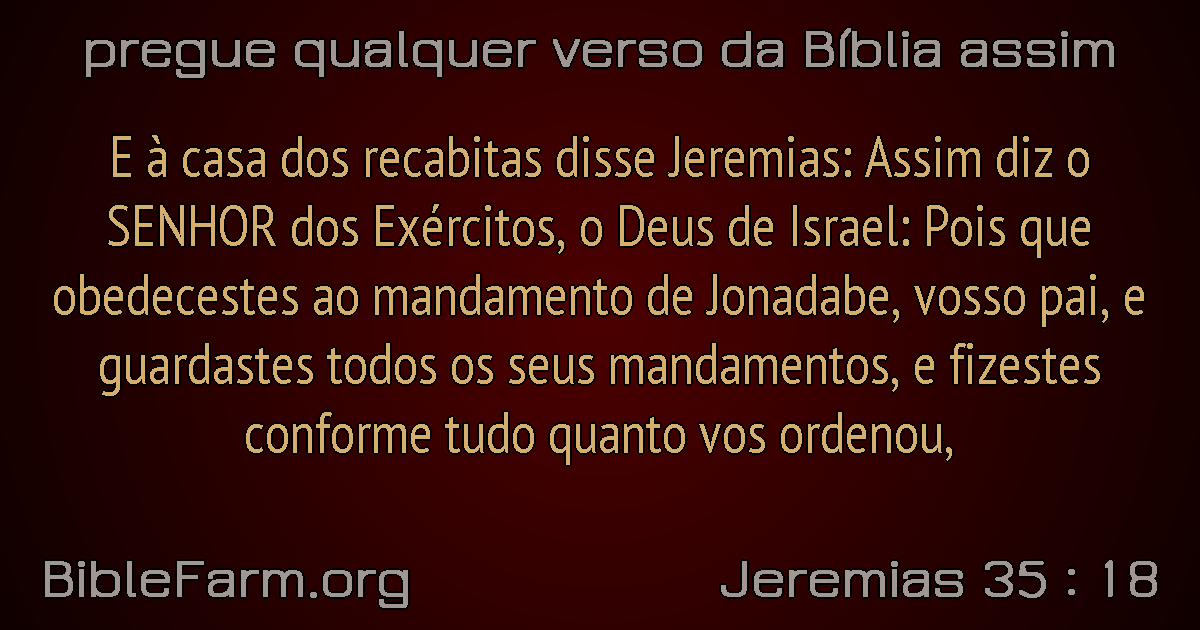 pregue qualquer verso da Bíblia assim
E à casa dos recabitas disse Jeremias: Assim diz o
SENHOR dos Exércitos, o Deus de Israel: Pois que
obedecestes ao mandamento de Jonadabe, vosso pai, e
guardastes todos os seus mandamentos, e fizestes
conforme tudo quanto vos ordenou,
BibleFarm.org
Jeremias 35 : 18